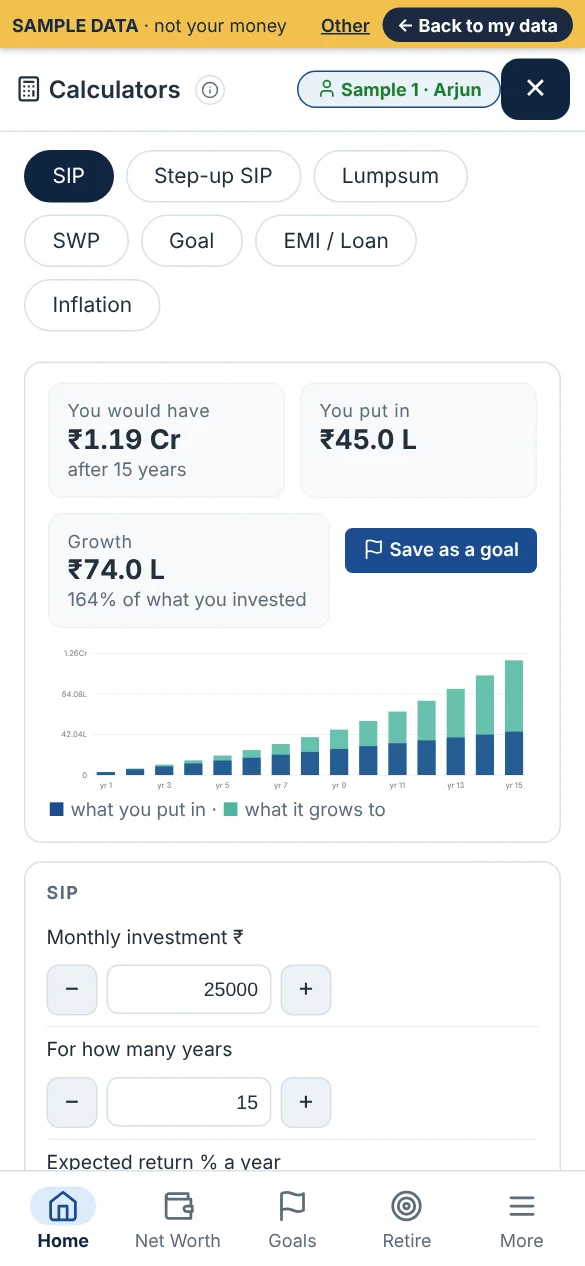 SAMPLE DATA · not your money Other ← Back to my data
Calculators Sample 1 · Arjun ✕
SIP Step-up SIP Lumpsum
SWP Goal EMI / Loan
Inflation
You would have You put in
₹1.19 Cr ₹45.0 L
after 15 years
Growth
₹74.0 L
164% of what you invested
Save as a goal
1.26Cr
84.08L
42.04L
0
yr 1 yr 3 yr 5 yr 7 yr 9 yr 11 yr 13 yr 15
what you put in · what it grows to
SIP
Monthly investment ₹
− 25000 +
For how many years
− 15 +
Expected return % a year
Home Net Worth Goals Retire More